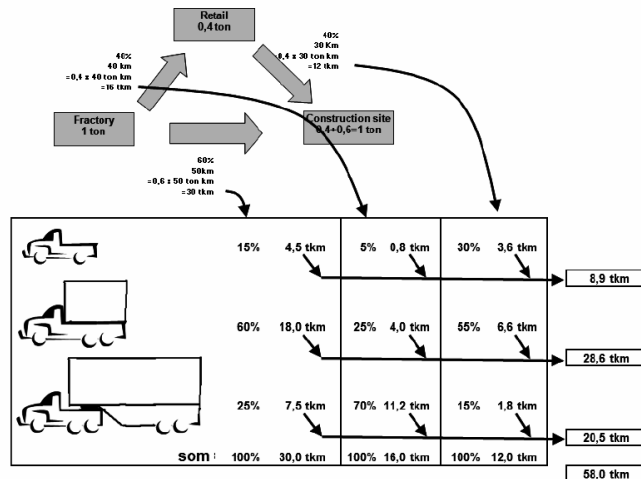 Retail
0,4 ton
40%
40 km
=0,4 x 40 ton km
=16 tkm
40%
30 Km
0,4 x 30 ton km
=12 tkm
Fractory
1 ton
Construction site
0,4+0,6=1 ton
60%
50km
=0,6 x 50 ton km
=30 tkm
15% 4,5 tkm 5% 0,8 tkm 30% 3,6 tkm
8,9 tkm
60% 18,0 tkm 25% 4,0 tkm 55% 6,6 tkm
28,6 tkm
25% 7,5 tkm 70% 11,2 tkm 15% 1,8 tkm
20,5 tkm
som : 100% 30,0 tkm 100% 16,0 tkm 100% 12,0 tkm
58,0 tkm